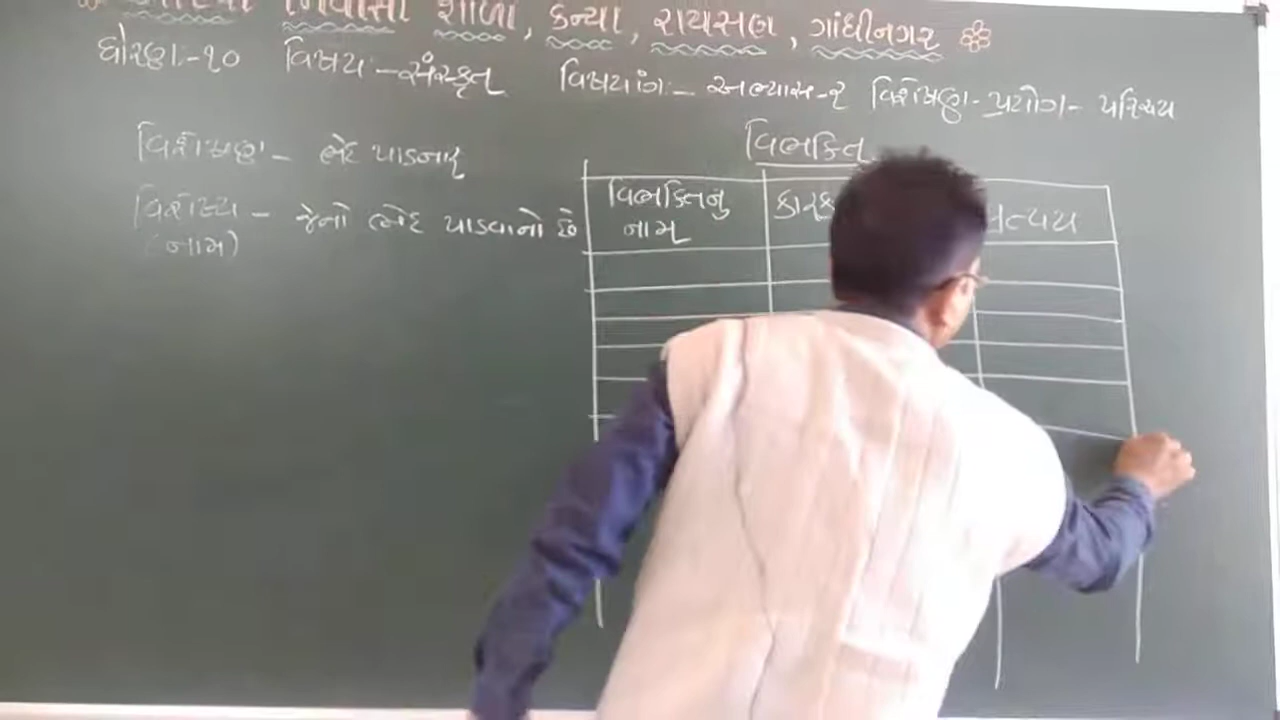 નિવાસી શાળા, કન્યા, રાયસણ, ગાંધીનગર
ધોરણ:-૧૦ વિષય:-સંસ્કૃત વિષયાંગ:- અભ્યાસ-૨ વિશેષણ-પ્રયોગ- પરિચય
વિશેષણ - ભેદ પાડનાર
વિશેષ્ય - જેનો ભેદ પાડવાનો છે
(નામ)
વિભક્તિ
વિભક્તિનું નામ